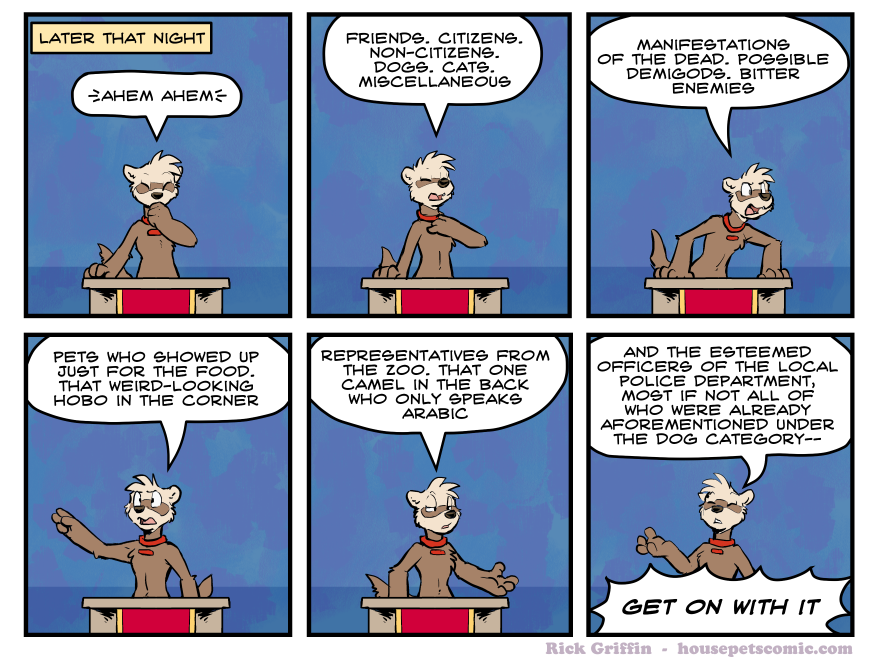 LATER THAT NIGHT
AHEM AHEM
FRIENDS. CITIZENS.
NON-CITIZENS.
DOGS. CATS.
MISCELLANEOUS
MANIFESTATIONS
OF THE DEAD. POSSIBLE
DEMIGODS. BITTER
ENEMIES
PETS WHO SHOWED UP
JUST FOR THE FOOD.
THAT WEIRD-LOOKING
HOBO IN THE CORNER
REPRESENTATIVES FROM
THE ZOO. THAT ONE
CAMEL IN THE BACK
WHO ONLY SPEAKS
ARABIC
AND THE ESTEEMED
OFFICERS OF THE LOCAL
POLICE DEPARTMENT,
MOST IF NOT ALL OF
WHO WERE ALREADY
AFOREMENTIONED UNDER
THE DOG CATEGORY--
GET ON WITH IT
Rick Griffin - housepetscomic.com